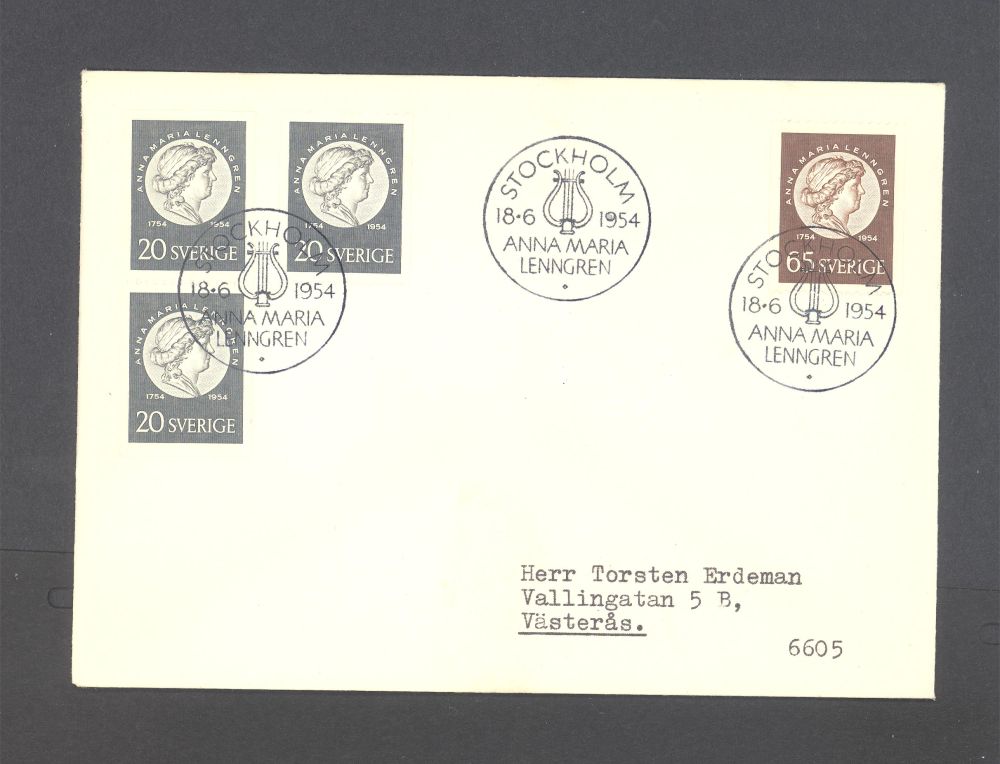 ANNA MARIA LENNGREN
1754 1954
20 SVERIGE
ANNA MARIA LENNGREN
1754 1954
20 SVERIGE
ANNA MARIA LENNGREN
1754 1954
20 SVERIGE
STOCKHOLM
18·6 1954
ANNA MARIA
LENNGREN
STOCKHOLM
18·6 1954
ANNA MARIA
LENNGREN
ANNA MARIA LENNGREN
1754 1954
65 SVERIGE
STOCKHOLM
18·6 1954
ANNA MARIA
LENNGREN
Herr Torsten Erdeman
Vallingatan 5 B,
Västerås.
6605